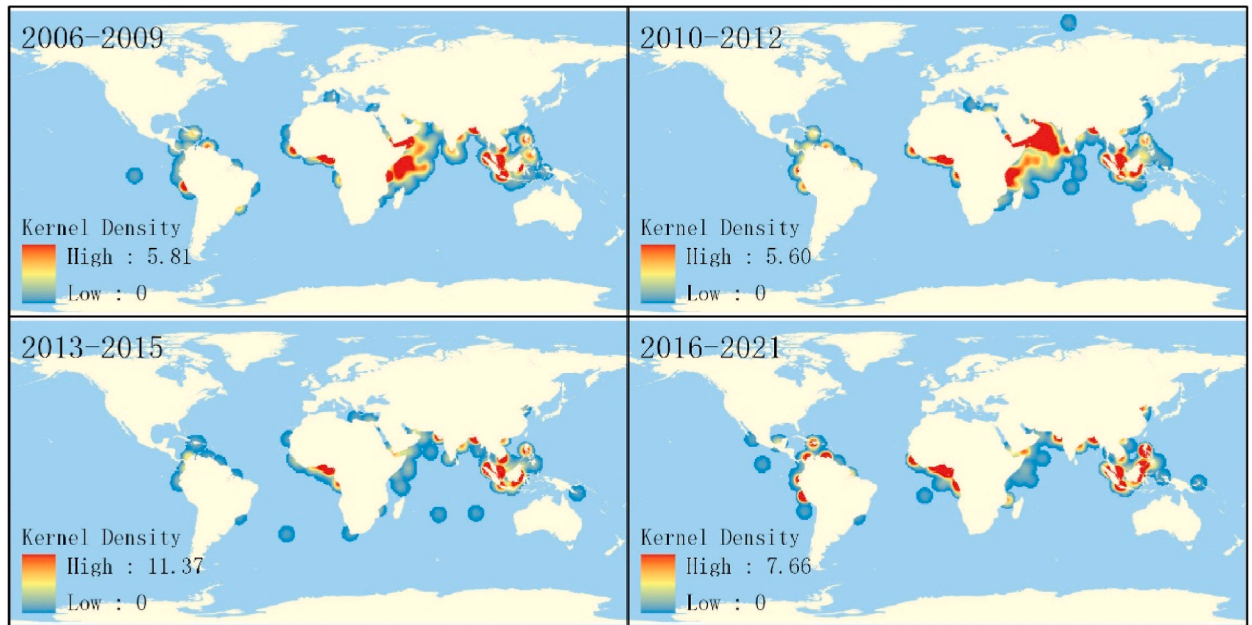 2006-2009
Kernel Density
High : 5.81
Low : 0
2010-2012
Kernel Density
High : 5.60
Low : 0
2013-2015
Kernel Density
High : 11.37
Low : 0
2016-2021
Kernel Density
High : 7.66
Low : 0